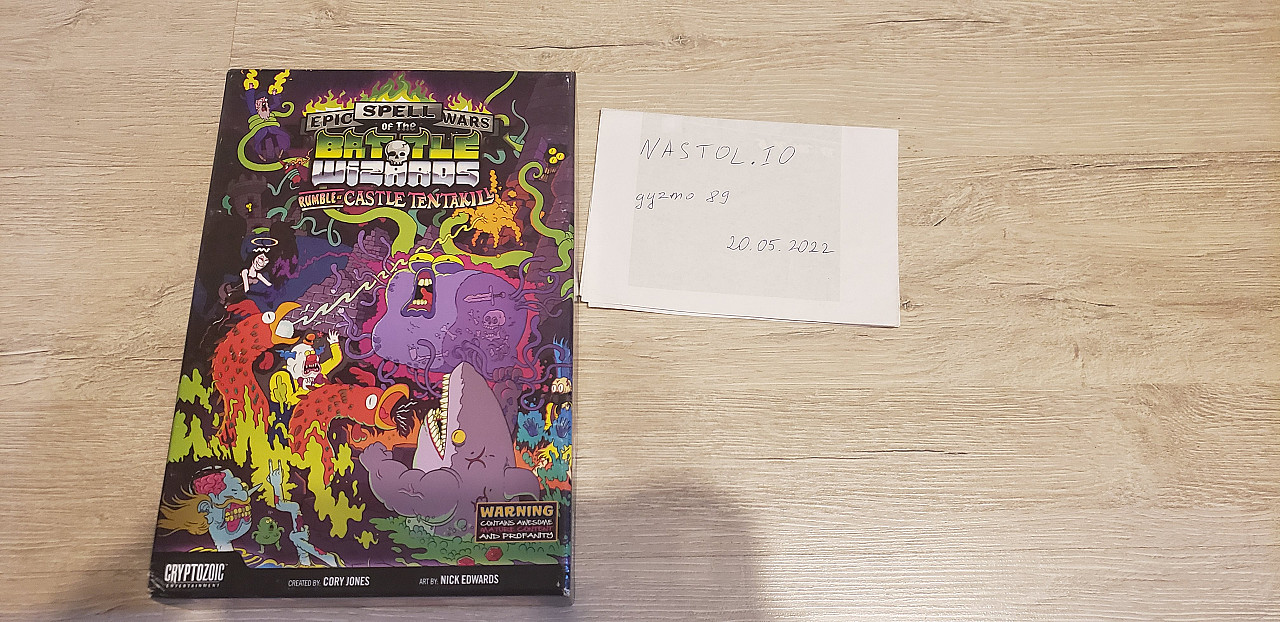 EPIC SPELL WARS
OF THE
BATTLE
WIZARDS
RUMBLE AT CASTLE TENTAKILL
WARNING
CONTAINS AWESOME
MATURE CONTENT
AND PROFANITY
CRYPTOZOIC
ENTERTAINMENT
CREATED BY: CORY JONES
ART BY: NICK EDWARDS
NASTOL.IO
gyzmo 89
20.05.2022